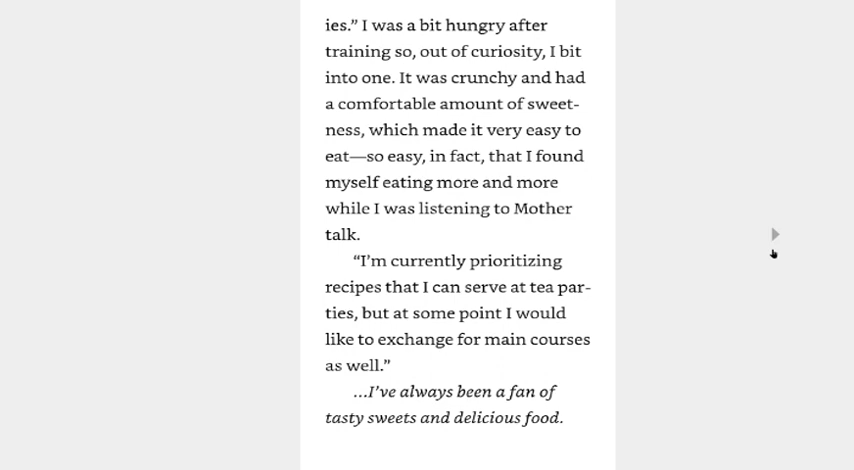 ies.” I was a bit hungry after
training so, out of curiosity, I bit
into one. It was crunchy and had
a comfortable amount of sweet-
ness, which made it very easy to
eat—so easy, in fact, that I found
myself eating more and more
while I was listening to Mother
talk.
“I’m currently prioritizing
recipes that I can serve at tea par-
ties, but at some point I would
like to exchange for main courses
as well.”
...I’ve always been a fan of
tasty sweets and delicious food.